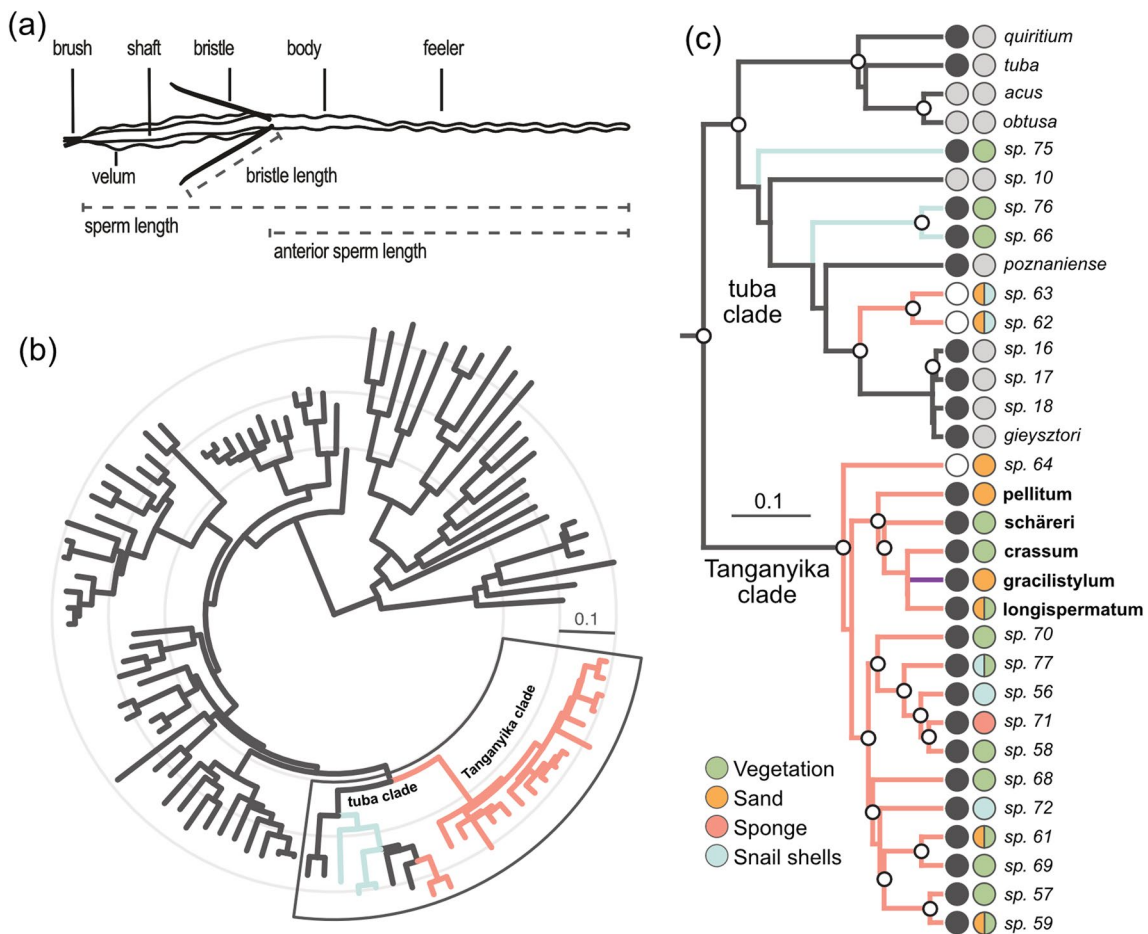 (a)
brush shaft bristle body feeler
velum
bristle length
sperm length
anterior sperm length
(b)
0.1
Tanganyika clade
tuba clade
(c)
quiritium
tuba
acus
obtusa
sp. 75
sp. 10
sp. 76
sp. 66
poznaniense
sp. 63
sp. 62
sp. 16
sp. 17
sp. 18
gieysztori
sp. 64
pellitum
schäreri
crassum
gracilistylum
longispermatum
sp. 70
sp. 77
sp. 56
sp. 71
sp. 58
sp. 68
sp. 72
sp. 61
sp. 69
sp. 57
sp. 59
tuba
clade
0.1
Tanganyika
clade
Vegetation
Sand
Sponge
Snail shells